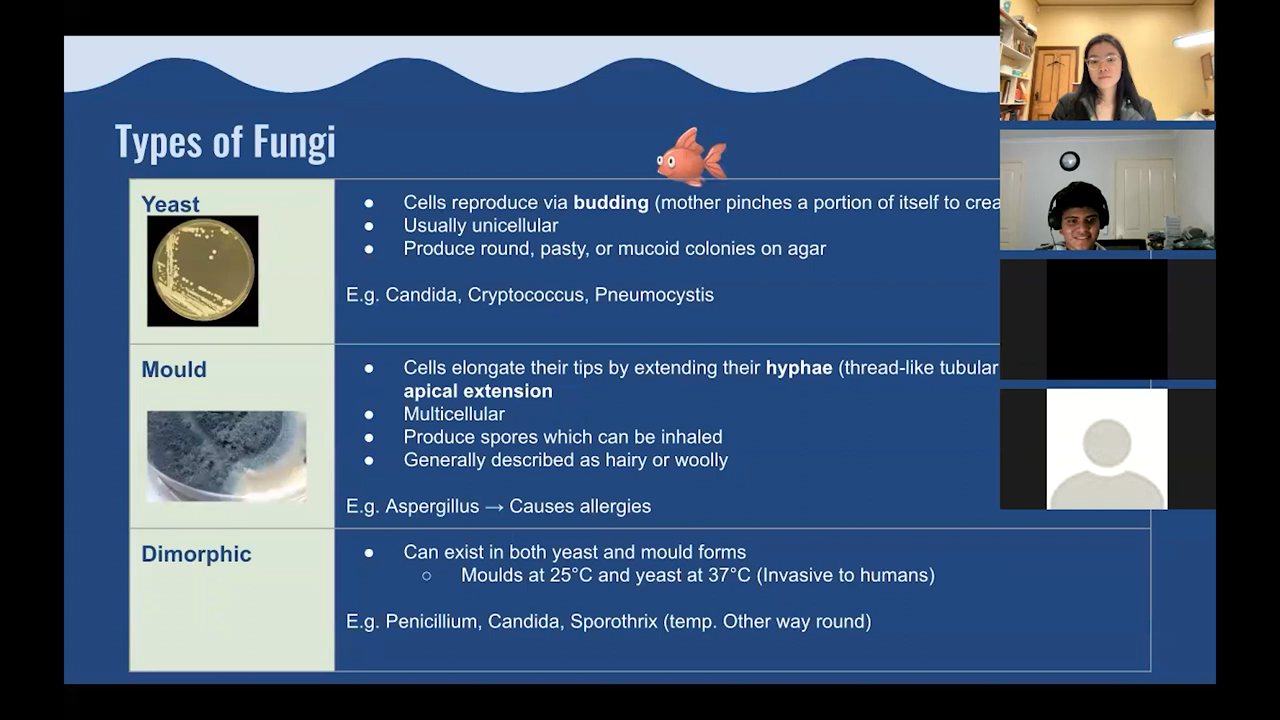 Types of Fungi
Yeast
● Cells reproduce via budding (mother pinches a portion of itself to
● Usually unicellular
● Produce round, pasty, or mucoid colonies on agar
E.g. Candida, Cryptococcus, Pneumocystis
Mould
● Cells elongate their tips by extending their hyphae (thread-like tubular
apical extension
● Multicellular
● Produce spores which can be inhaled
● Generally described as hairy or woolly
E.g. Aspergillus → Causes allergies
Dimorphic
● Can exist in both yeast and mould forms
○ Moulds at 25°C and yeast at 37°C (Invasive to humans)
E.g. Penicillium, Candida, Sporothrix (temp. Other way round)